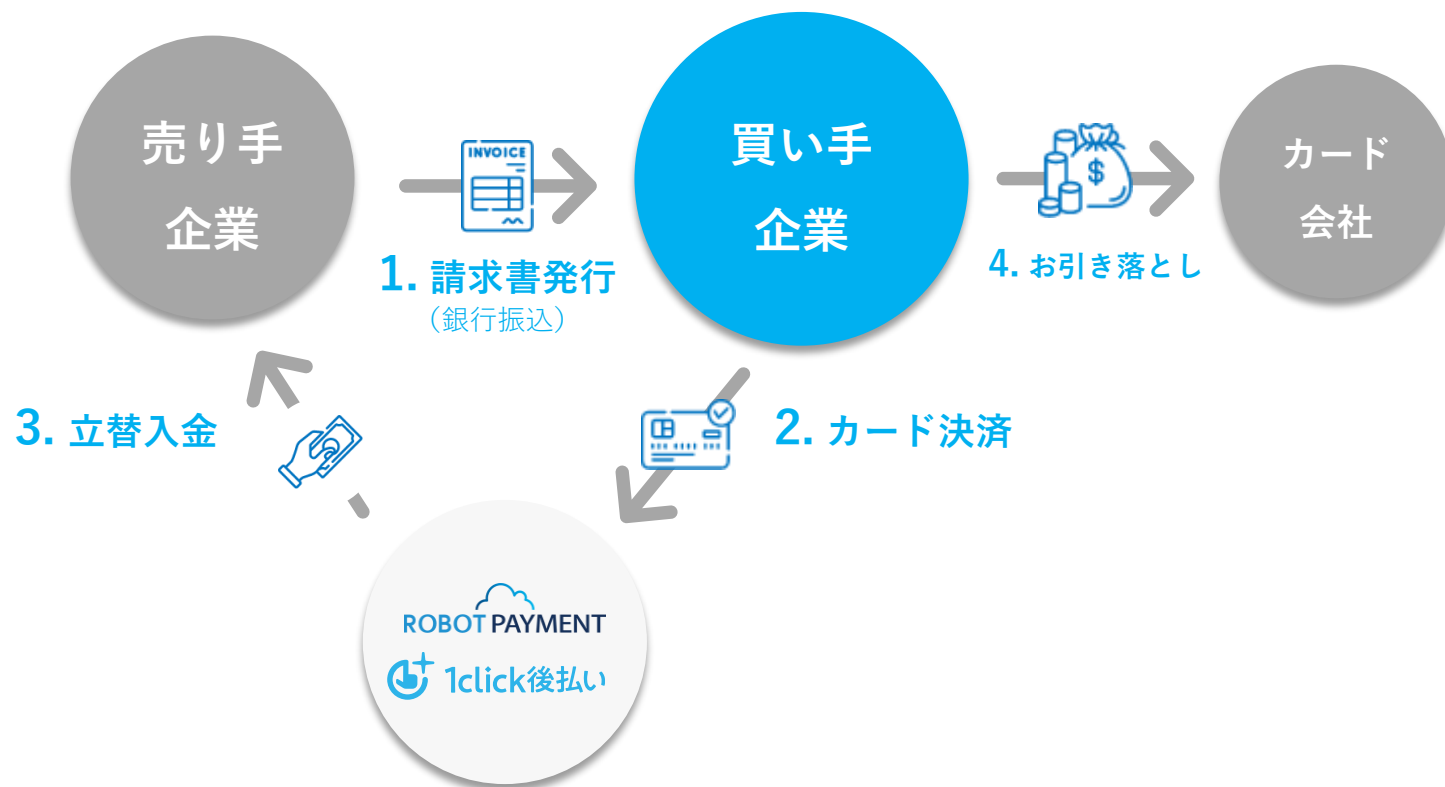 売り手
企業
INVOICE
1. 請求書発行
（銀行振込）
買い手
企業
$
4. お引き落とし
カード
会社
3. 立替入金
2. カード決済
ROBOT PAYMENT
1click後払い